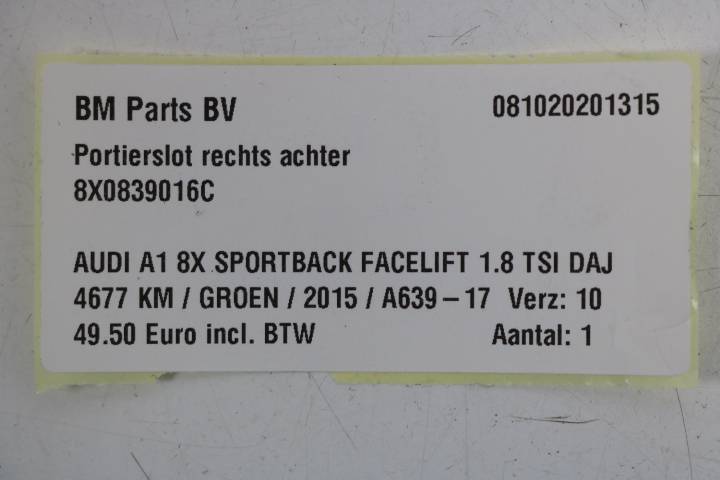 BM Parts BV 081020201315
Portierslot rechts achter
8X0839016C
AUDI A1 8X SPORTBACK FACELIFT 1.8 TSI DAJ
4677 KM / GROEN / 2015 / A639 – 17 Verz: 10
49.50 Euro incl. BTW Aantal: 1